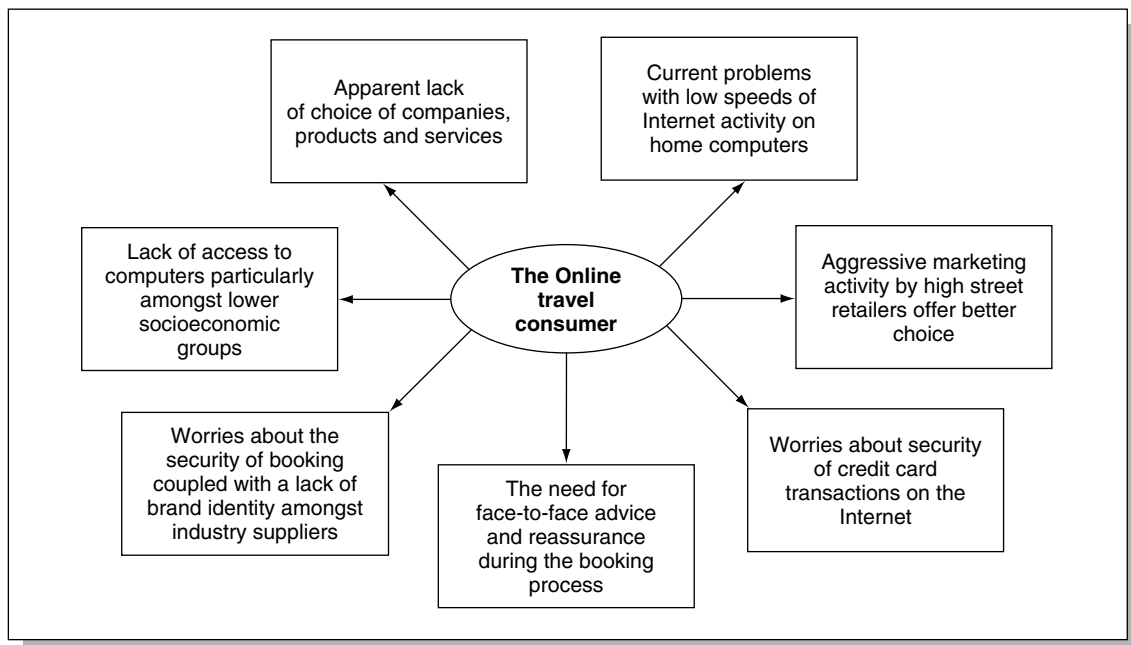 Apparent lack
of choice of companies,
products and services
Current problems
with low speeds of
Internet activity on
home computers
Lack of access to
computers particularly
amongst lower
socioeconomic
groups
The Online
travel
consumer
Aggressive marketing
activity by high street
retailers offer better
choice
Worries about the
security of booking
coupled with a lack of
brand identity amongst
industry suppliers
The need for
face-to-face advice
and reassurance
during the booking
process
Worries about security
of credit card
transactions on the
Internet